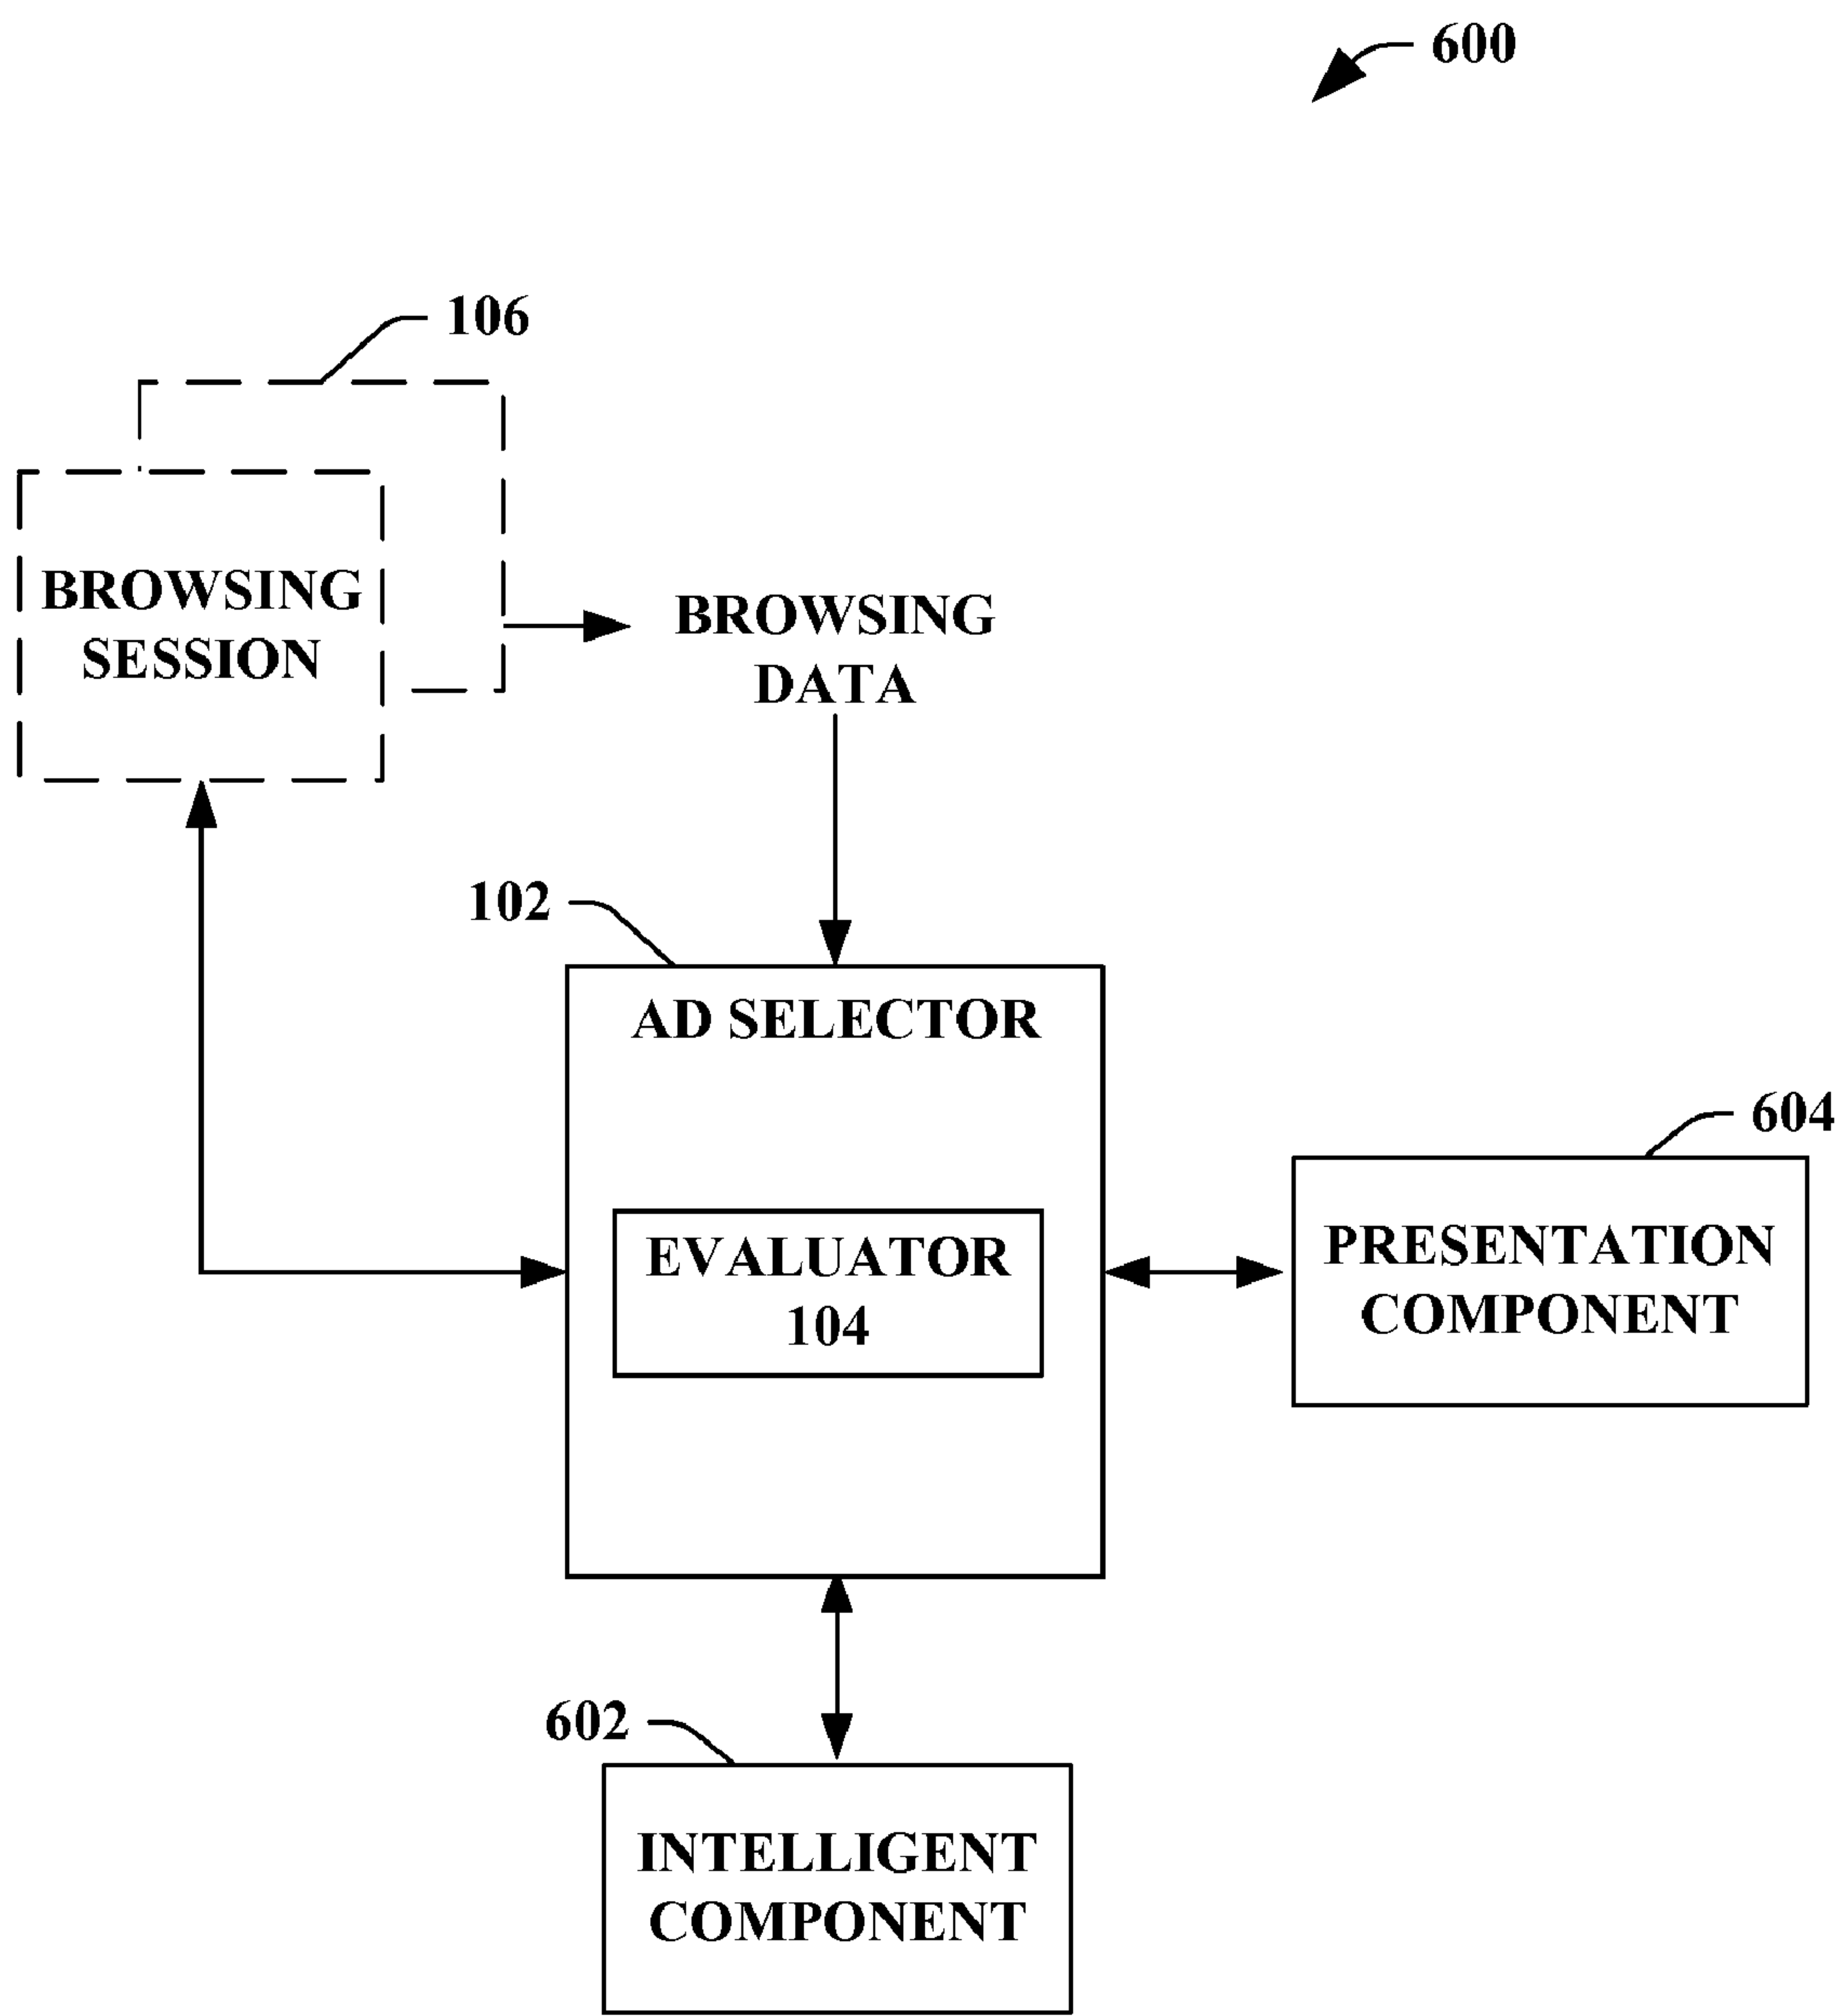 600
106
BROWSING
SESSION
BROWSING
DATA
102
AD SELECTOR
604
EVALUATOR
104
PRESENTATION
COMPONENT
602
INTELLIGENT
COMPONENT